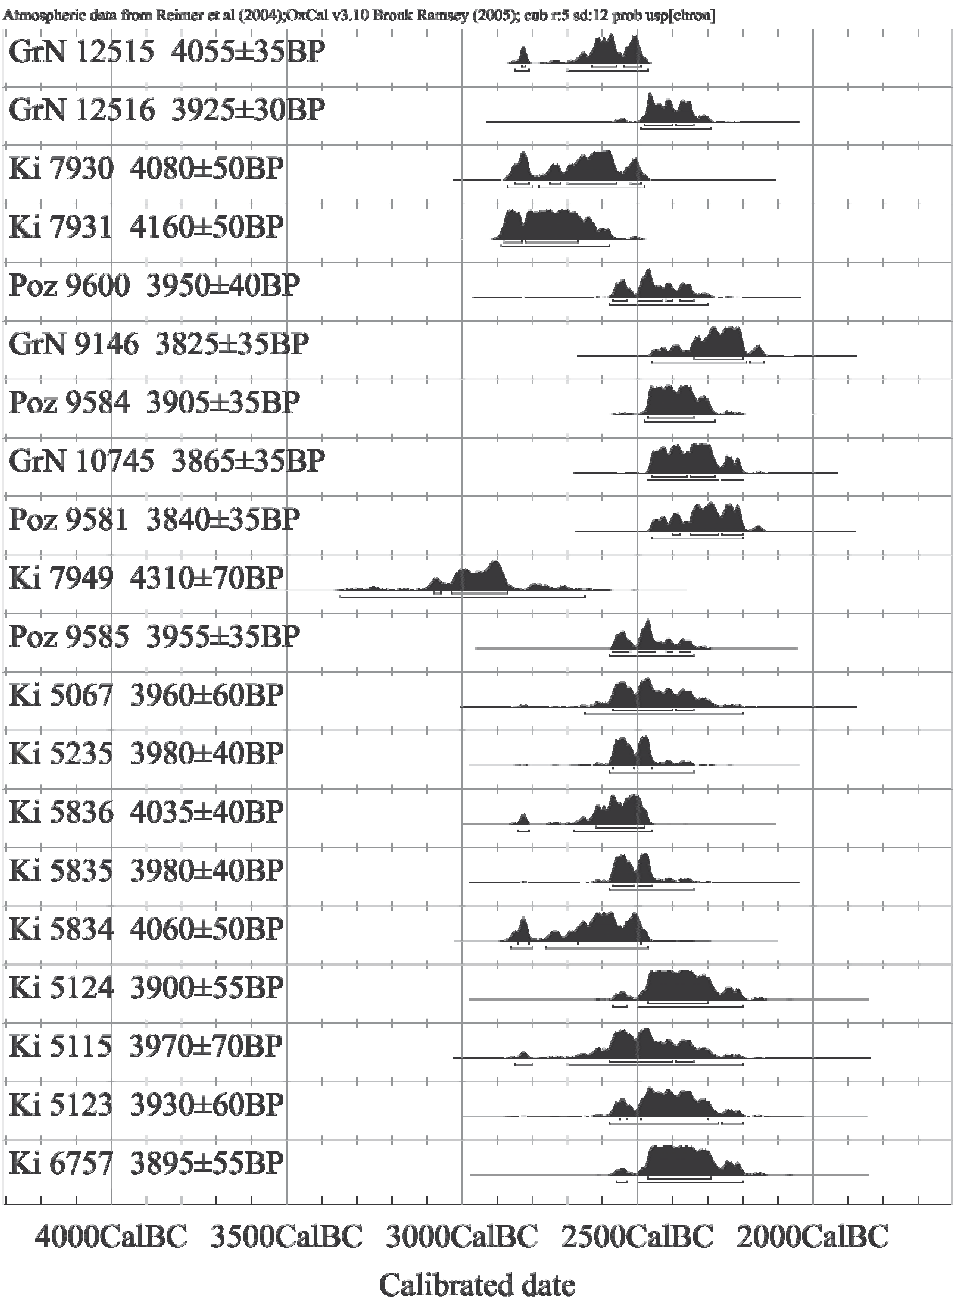 Atmospheric data from Reimer et al (2004);OxCal v3.10 Bronk Ramsey (2005); cub r:5 sd:12 prob usp[chron]
GrN 12515 4055±35BP
GrN 12516 3925±30BP
Ki 7930 4080±50BP
Ki 7931 4160±50BP
Poz 9600 3950±40BP
GrN 9146 3825±35BP
Poz 9584 3905±35BP
GrN 10745 3865±35BP
Poz 9581 3840±35BP
Ki 7949 4310±70BP
Poz 9585 3955±35BP
Ki 5067 3960±60BP
Ki 5235 3980±40BP
Ki 5836 4035±40BP
Ki 5835 3980±40BP
Ki 5834 4060±50BP
Ki 5124 3900±55BP
Ki 5115 3970±70BP
Ki 5123 3930±60BP
Ki 6757 3895±55BP
4000CalBC 3500CalBC 3000CalBC 2500CalBC 2000CalBC
Calibrated date